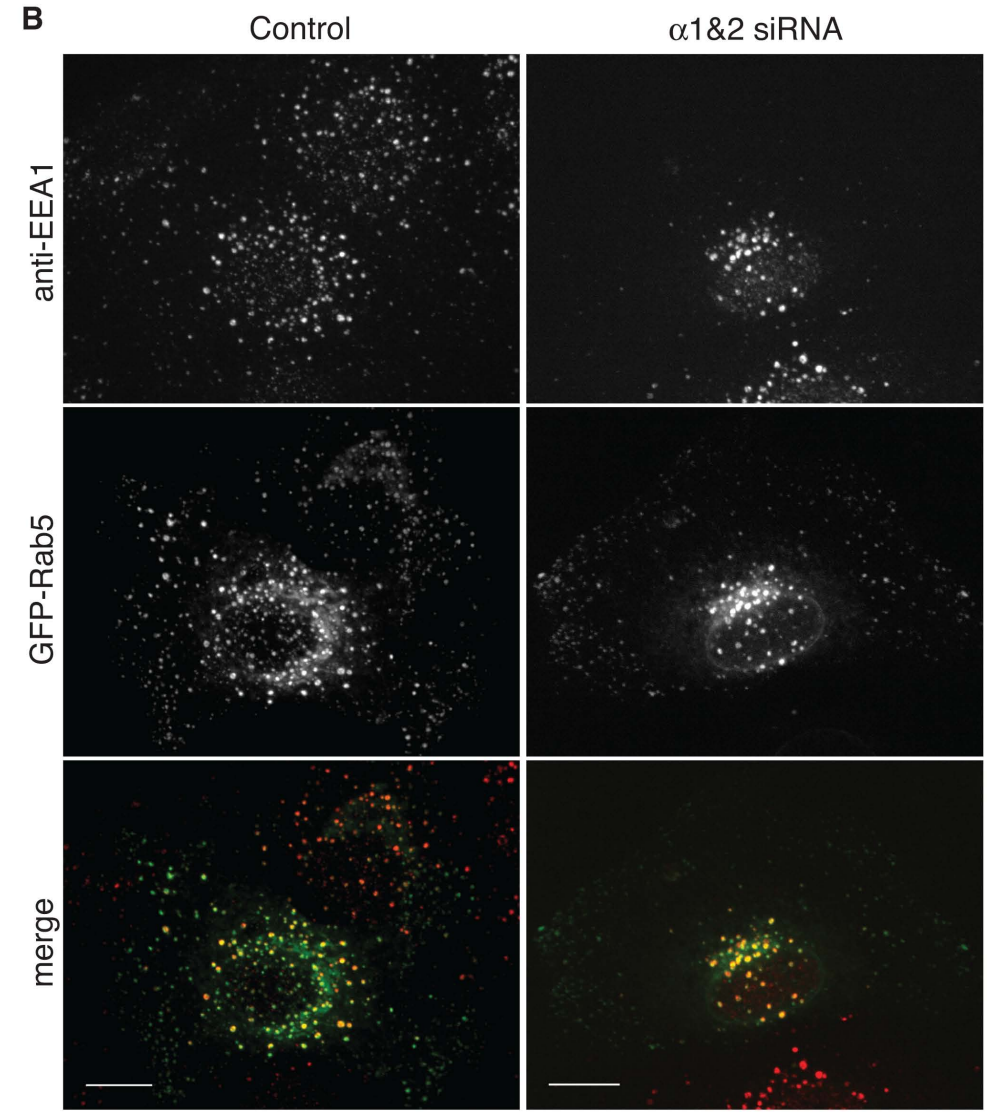 B
Control
α1&2 siRNA
anti-EEA1
GFP-Rab5
merge